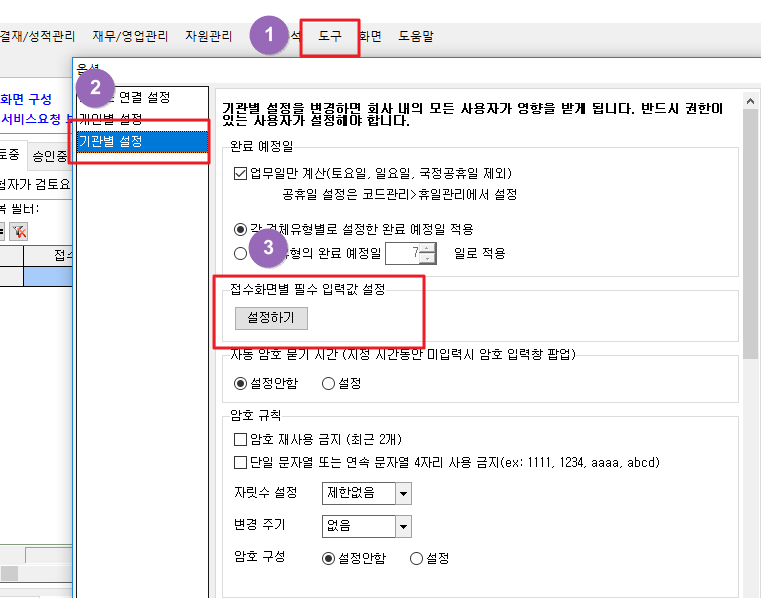 결재/성적관리 재무/영업관리 자원관리 1 석 도구 화면 도움말
옵션
2 연결 설정
화면 구성
개인별 설정
서비스요청
기관별 설정
토중 승인중
험자가 검토요
복 필터:
접수
기관별 설정을 변경하면 회사 내의 모든 사용자가 영향을 받게 됩니다. 반드시 권한이
있는 사용자가 설정해야 합니다.
완료 예정일
업무일만 계산(토요일, 일요일, 국정공휴일 제외)
공휴일 설정은 코드관리>휴일관리에서 설정
각 검체유형별로 설정한 완료 예정일 적용
3 유형의 완료 예정일 7 일로 적용
접수화면별 필수 입력값 설정
설정하기
자동 암호 묻기 시간 (지정 시간동안 미입력시 암호 입력창 팝업)
설정안함 설정
암호 규칙
암호 재사용 금지 (최근 2개)
단일 문자열 또는 연속 문자열 4자리 사용 금지(ex: 1111, 1234, aaaa, abcd)
자릿수 설정 제한없음
변경 주기 없음
암호 구성 설정안함 설정